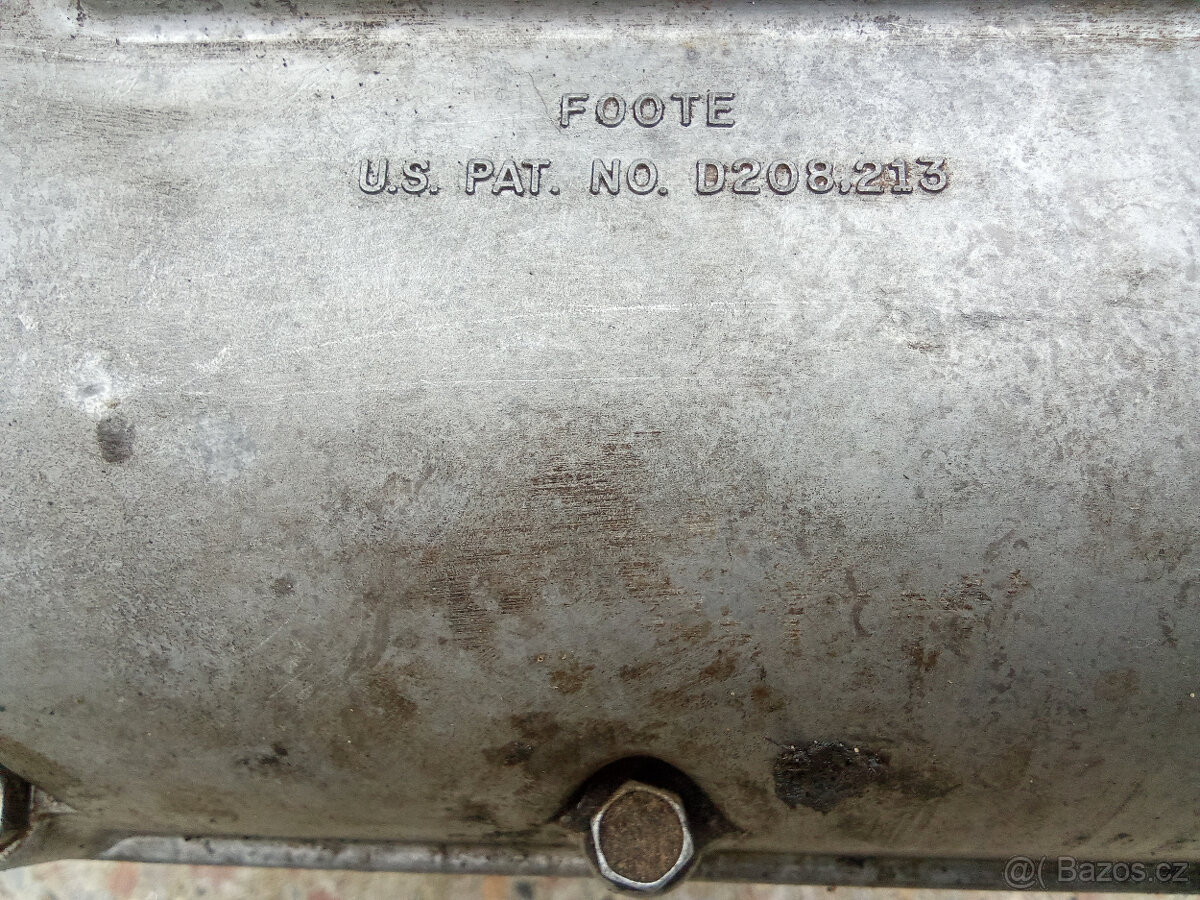 FOOTE
U.S. PAT. NO. D208,213
@( Bazos.cz